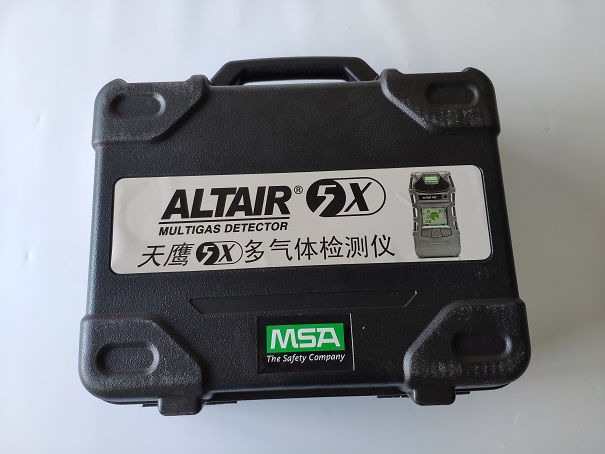 ALTAIR® 5X
MULTIGAS DETECTOR
天鹰5X多气体检测仪
MSA
The Safety Company